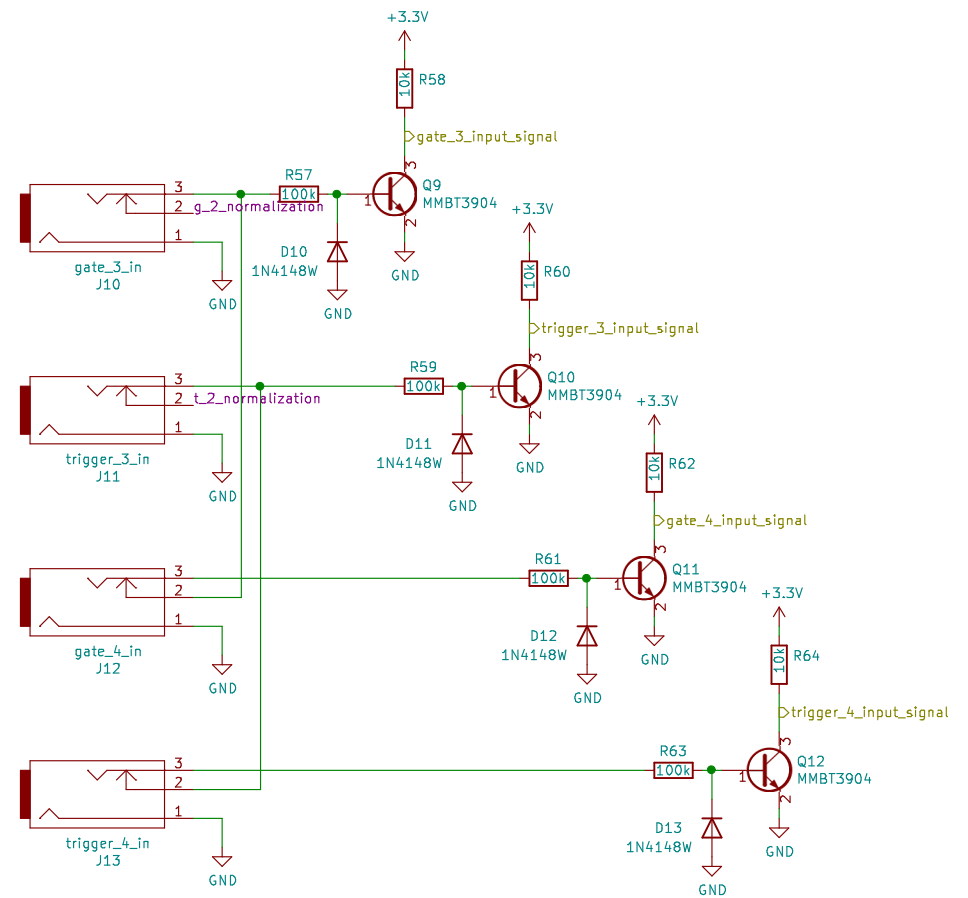 +3.3V
R58
10k
gate_3_input_signal
3
R57
100k
1
Q9
MMBT3904
2
GND
3
2
g_2_normalization
1
gate_3_in
J10
GND
D10
1N4148W
GND
+3.3V
R60
10k
trigger_3_input_signal
3
R59
100k
1
Q10
MMBT3904
2
GND
3
2
t_2_normalization
1
trigger_3_in
J11
GND
D11
1N4148W
GND
+3.3V
R62
10k
gate_4_input_signal
3
R61
100k
1
Q11
MMBT3904
2
GND
3
2
1
gate_4_in
J12
GND
D12
1N4148W
GND
+3.3V
R64
10k
trigger_4_input_signal
3
R63
100k
1
Q12
MMBT3904
2
GND
3
2
1
trigger_4_in
J13
GND
D13
1N4148W
GND